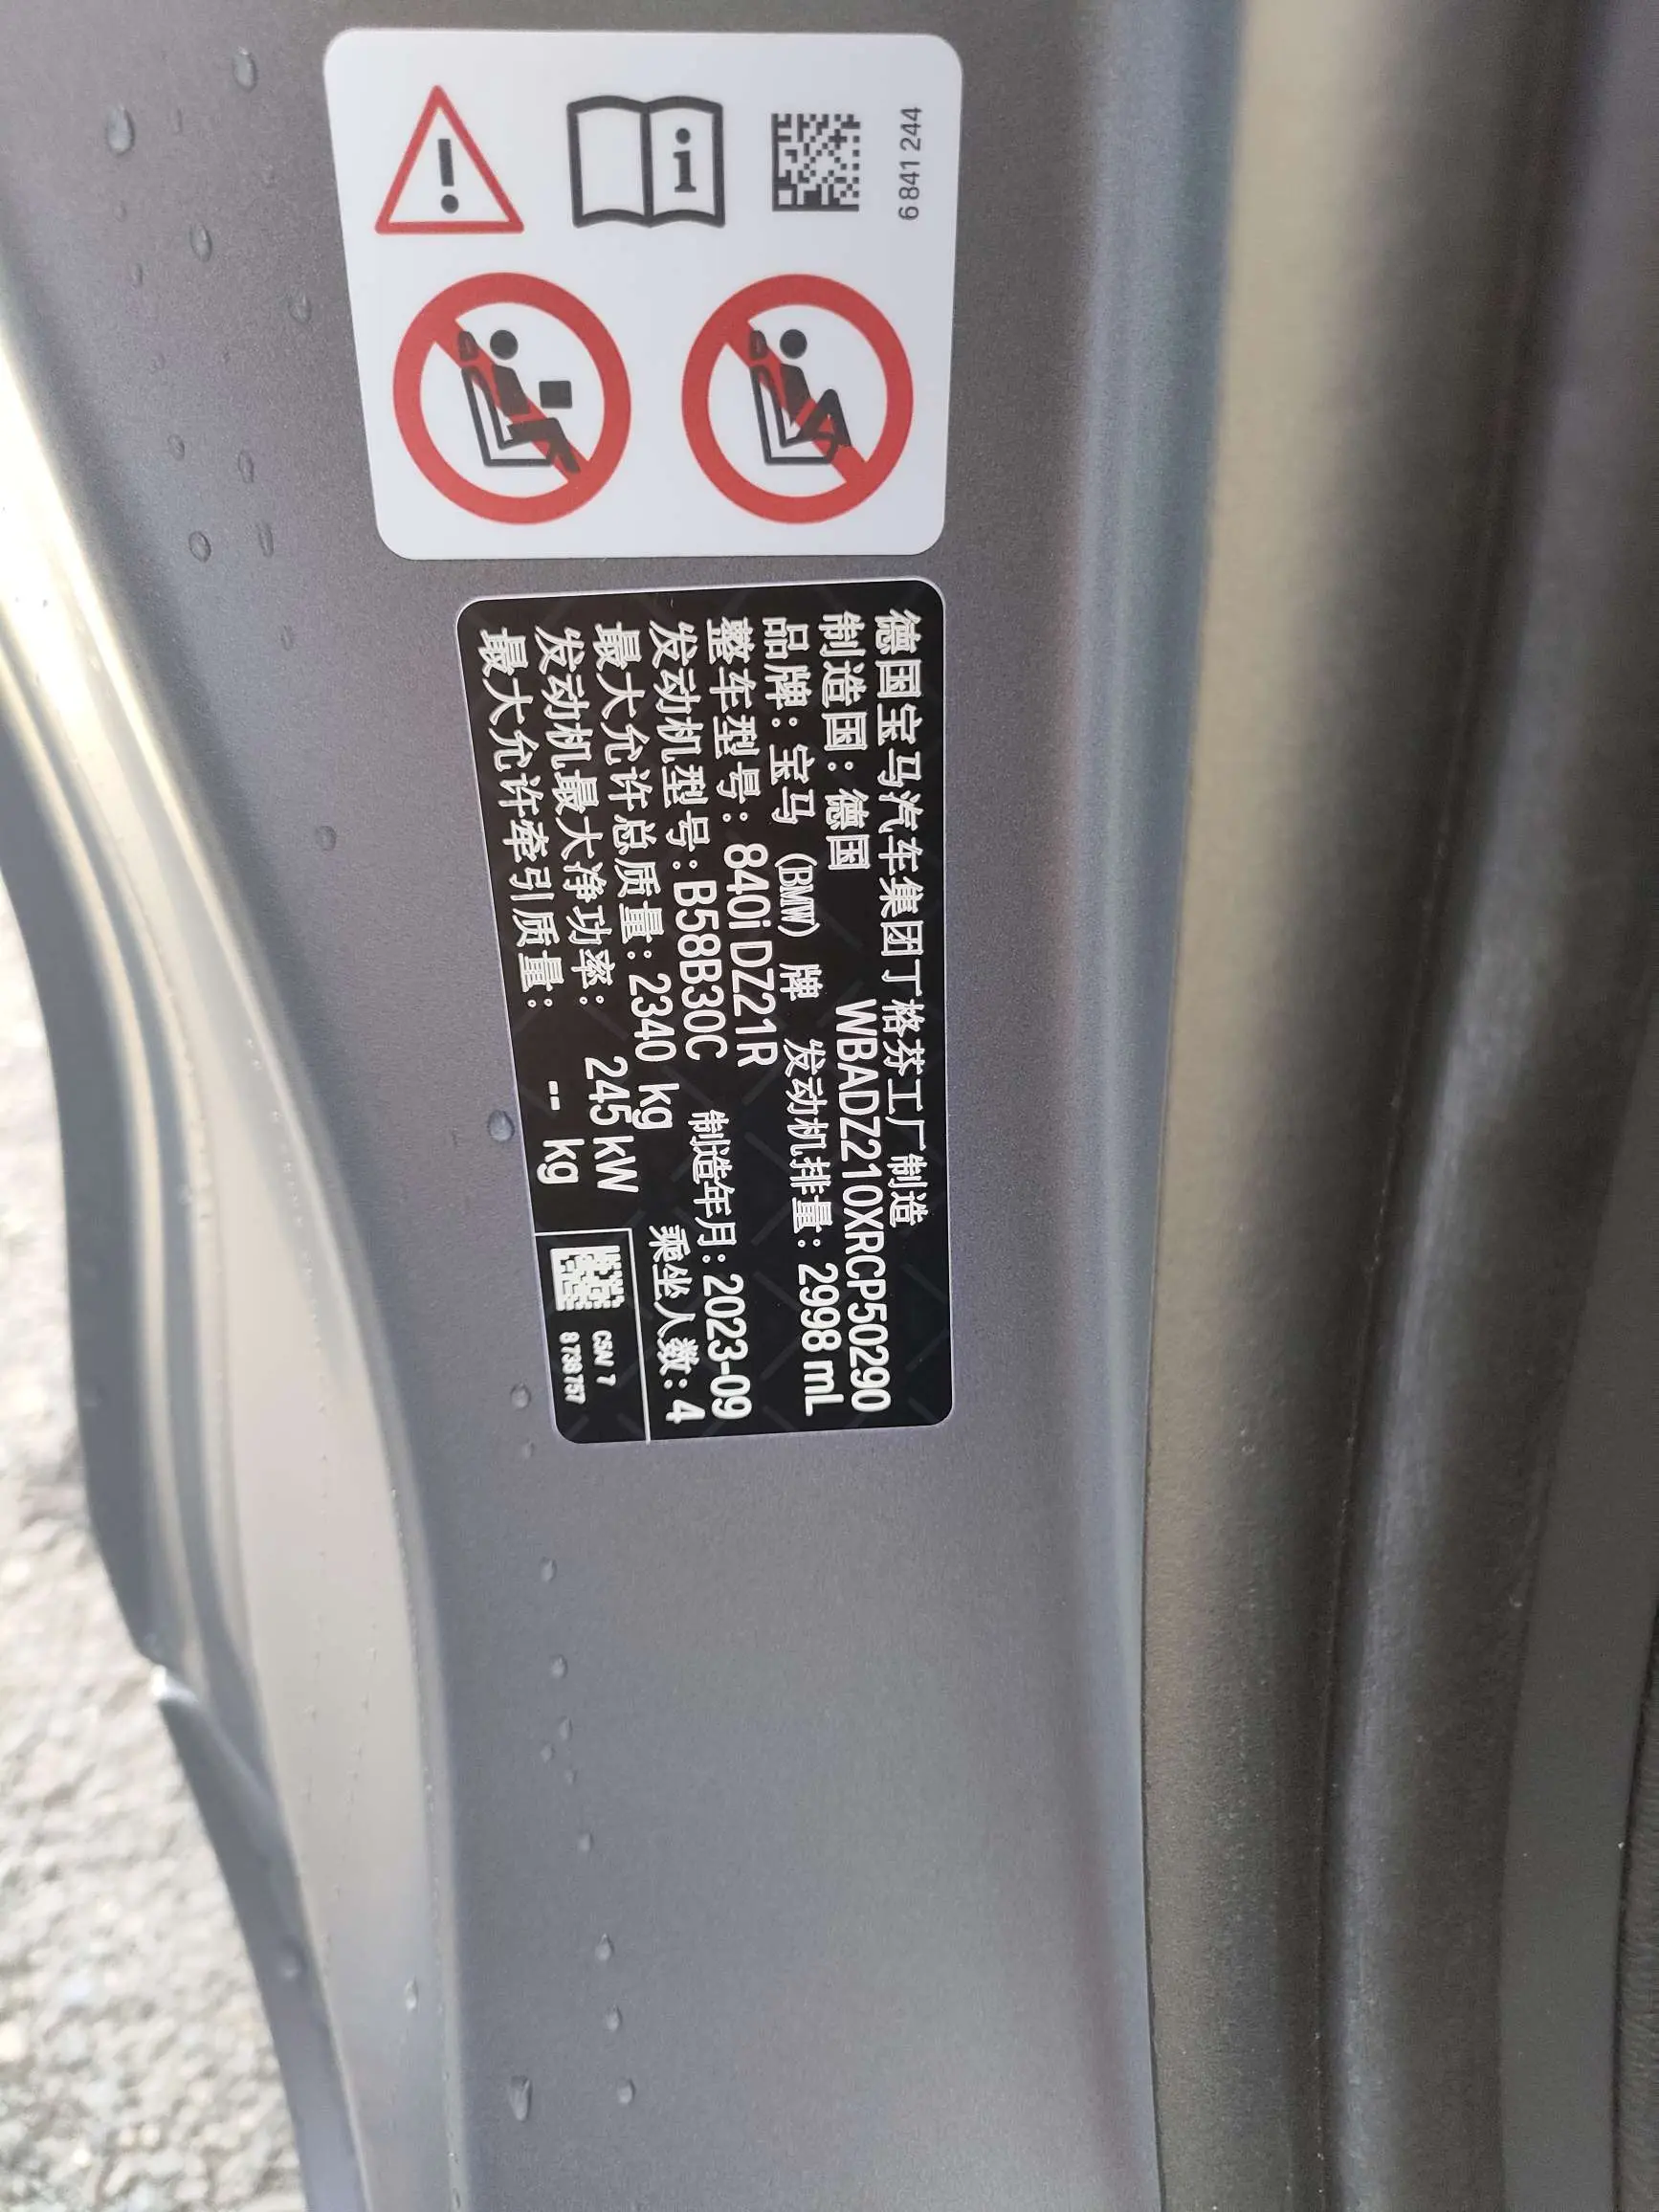 6 841 244
德国宝马汽车集团丁格芬工厂制造
制造国：德国 WBADZ210XRCP50290
品牌：宝马（BMW）牌 发动机排量：2998 mL
整车型号：840i DZ21R
发动机型号：B58B30C 制造年月：2023-09
最大允许总质量：2340 kg 乘坐人数：4
发动机最大净功率： 245 kW
最大允许牵引质量： -- kg
8 736 757